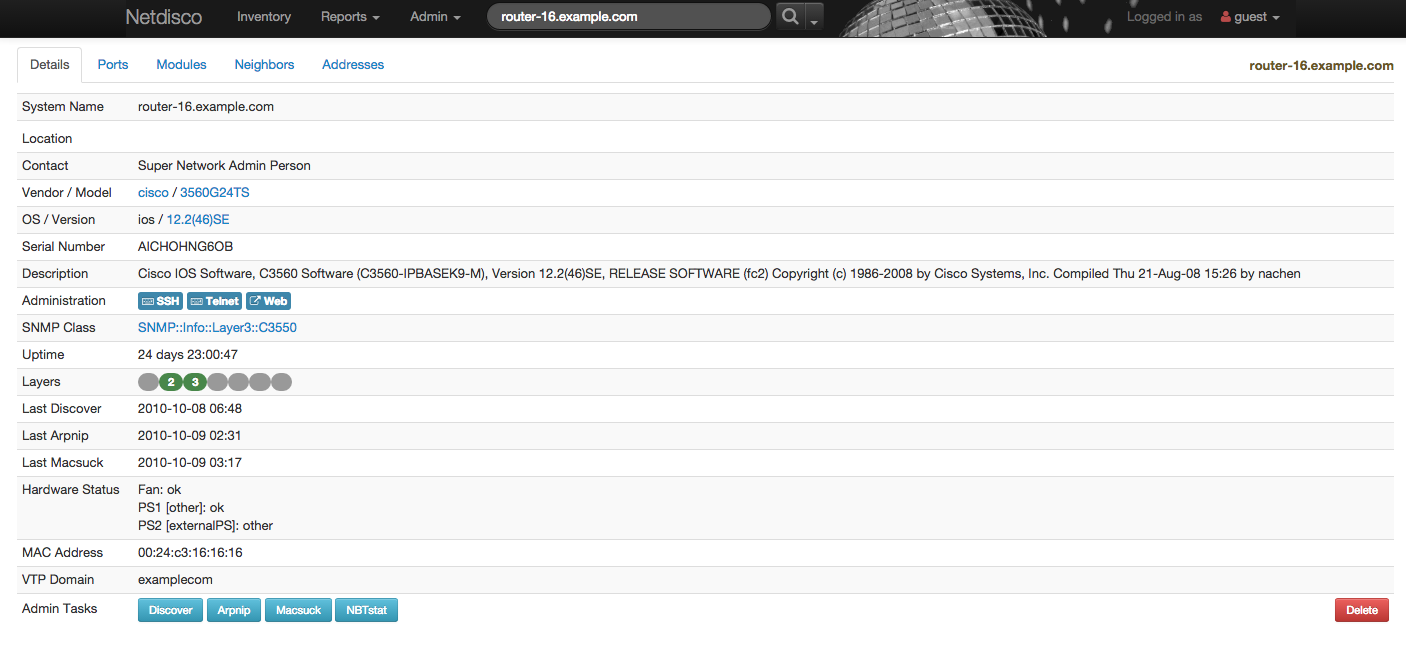 Netdisco Inventory Reports Admin router-16.example.com Logged in as guest
Details Ports Modules Neighbors Addresses router-16.example.com
System Name router-16.example.com
Location
Contact Super Network Admin Person
Vendor / Model cisco / 3560G24TS
OS / Version ios / 12.2(46)SE
Serial Number AICHOHNG6OB
Description Cisco IOS Software, C3560 Software (C3560-IPBASEK9-M), Version 12.2(46)SE, RELEASE SOFTWARE (fc2) Copyright (c) 1986-2008 by Cisco Systems, Inc. Compiled Thu 21-Aug-08 15:26 by nachen
Administration SSH Telnet Web
SNMP Class SNMP::Info::Layer3::C3550
Uptime 24 days 23:00:47
Layers 2 3
Last Discover 2010-10-08 06:48
Last Arpnip 2010-10-09 02:31
Last Macsuck 2010-10-09 03:17
Hardware Status Fan: ok
PS1 [other]: ok
PS2 [externalPS]: other
MAC Address 00:24:c3:16:16:16
VTP Domain examplecom
Admin Tasks Discover Arpnip Macsuck NBTstat Delete